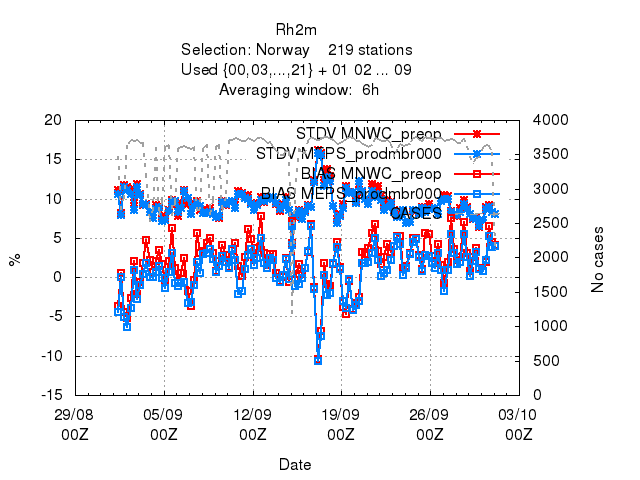 Rh2m
Selection: Norway 219 stations
Used {00,03,...,21} + 01 02 ... 09
Averaging window: 6h
STDV MNWC_preop
STDV MEPS_prodmbr000
BIAS MNWC_preop
BIAS MEPS_prodmbr000
CASES
20
15
10
5
0
-5
-10
-15
%
4000
3500
3000
2500
2000
1500
1000
500
0
No cases
29/08 05/09 12/09 19/09 26/09 03/10
00Z 00Z 00Z 00Z 00Z 00Z
Date